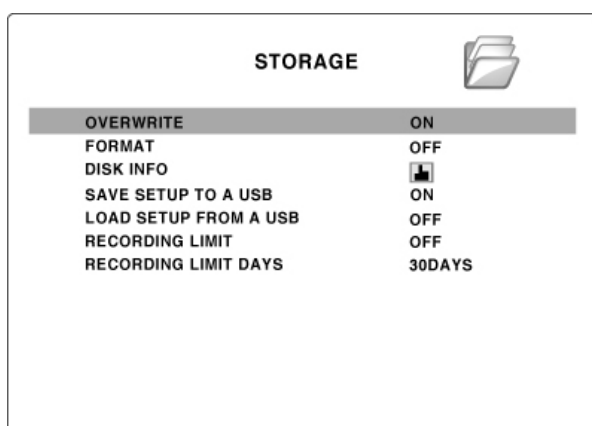 STORAGE
OVERWRITE ON
FORMAT OFF
DISK INFO
SAVE SETUP TO A USB ON
LOAD SETUP FROM A USB OFF
RECORDING LIMIT OFF
RECORDING LIMIT DAYS 30DAYS